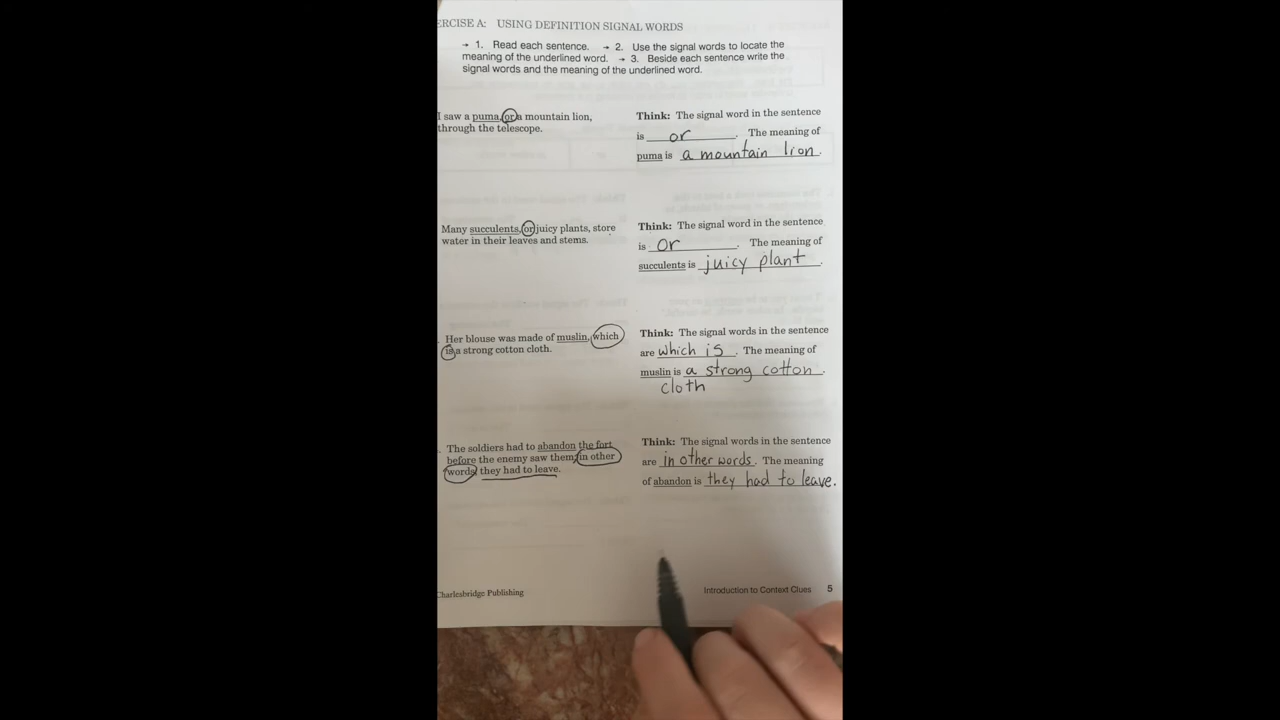 ERCISE A: USING DEFINITION SIGNAL WORDS
→ 1. Read each sentence. → 2. Use the signal words to locate the
meaning of the underlined word. → 3. Beside each sentence write the
signal words and the meaning of the underlined word.
I saw a puma, or a mountain lion,
through the telescope.
Think: The signal word in the sentence
is or. The meaning of
puma is a mountain lion.
Many succulents, or juicy plants, store
water in their leaves and stems.
Think: The signal word in the sentence
is or. The meaning of
succulents is juicy plant.
Her blouse was made of muslin, which
is a strong cotton cloth.
Think: The signal words in the sentence
are which is. The meaning of
muslin is a strong cotton.
cloth
The soldiers had to abandon the fort
before the enemy saw them; in other
words, they had to leave.
Think: The signal words in the sentence
are in other words. The meaning
of abandon is they had to leave.
Charlesbridge Publishing
Introduction to Context Clues 5